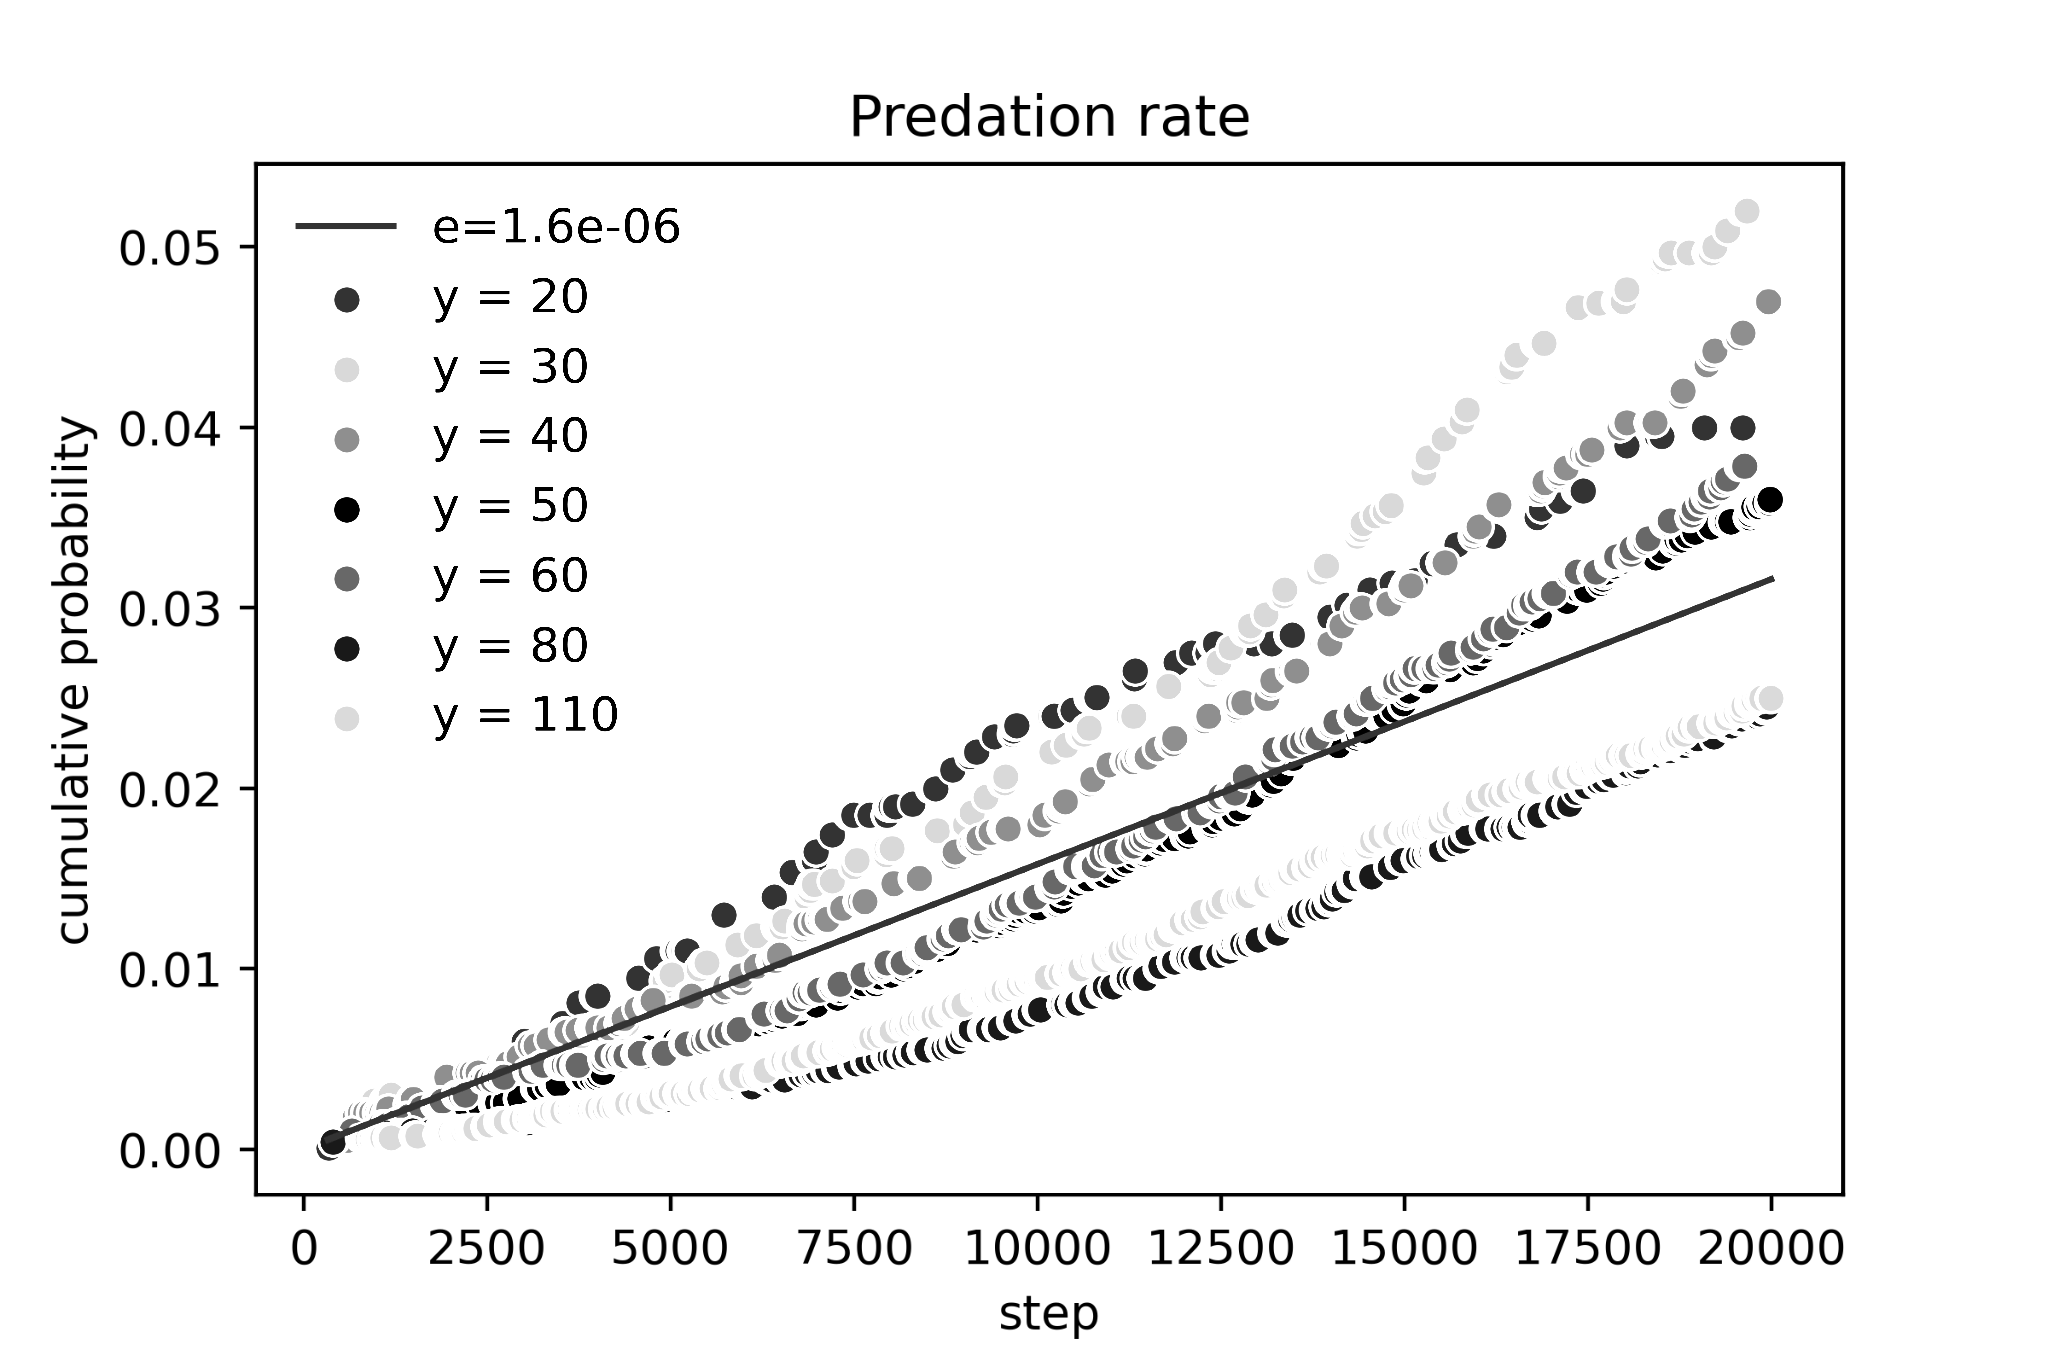 Predation rate
e=1.6e-06
y = 20
y = 30
y = 40
y = 50
y = 60
y = 80
y = 110
cumulative probability
0.05
0.04
0.03
0.02
0.01
0.00
0 2500 5000 7500 10000 12500 15000 17500 20000
step